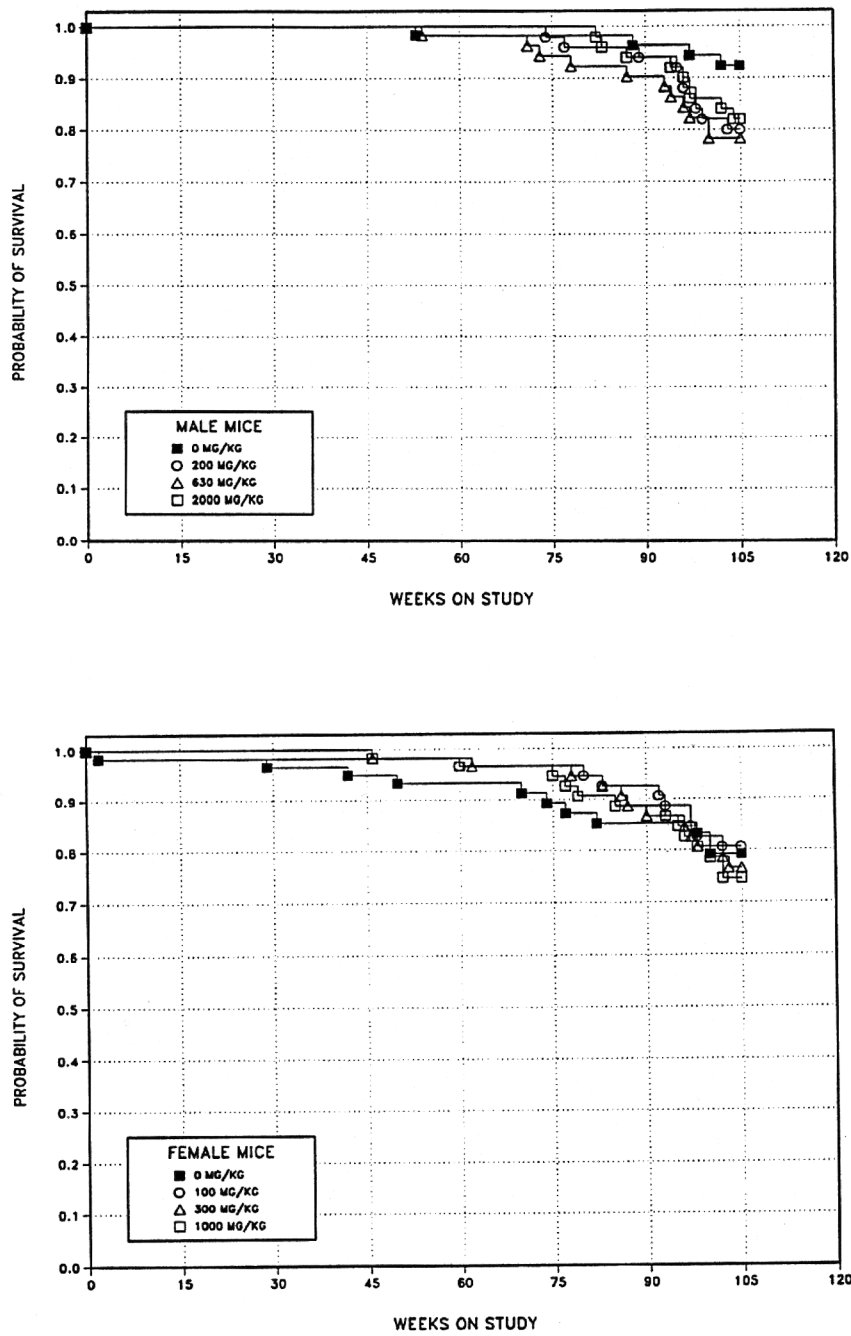 1.0
0.9
0.8
0.7
0.6
0.5
0.4
0.3
0.2
0.1
0.0
PROBABILITY OF SURVIVAL
MALE MICE
0 MG/KG
200 MG/KG
630 MG/KG
2000 MG/KG
0 15 30 45 60 75 90 105 120
WEEKS ON STUDY
1.0
0.9
0.8
0.7
0.6
0.5
0.4
0.3
0.2
0.1
0.0
PROBABILITY OF SURVIVAL
FEMALE MICE
0 MG/KG
100 MG/KG
300 MG/KG
1000 MG/KG
0 15 30 45 60 75 90 105 120
WEEKS ON STUDY